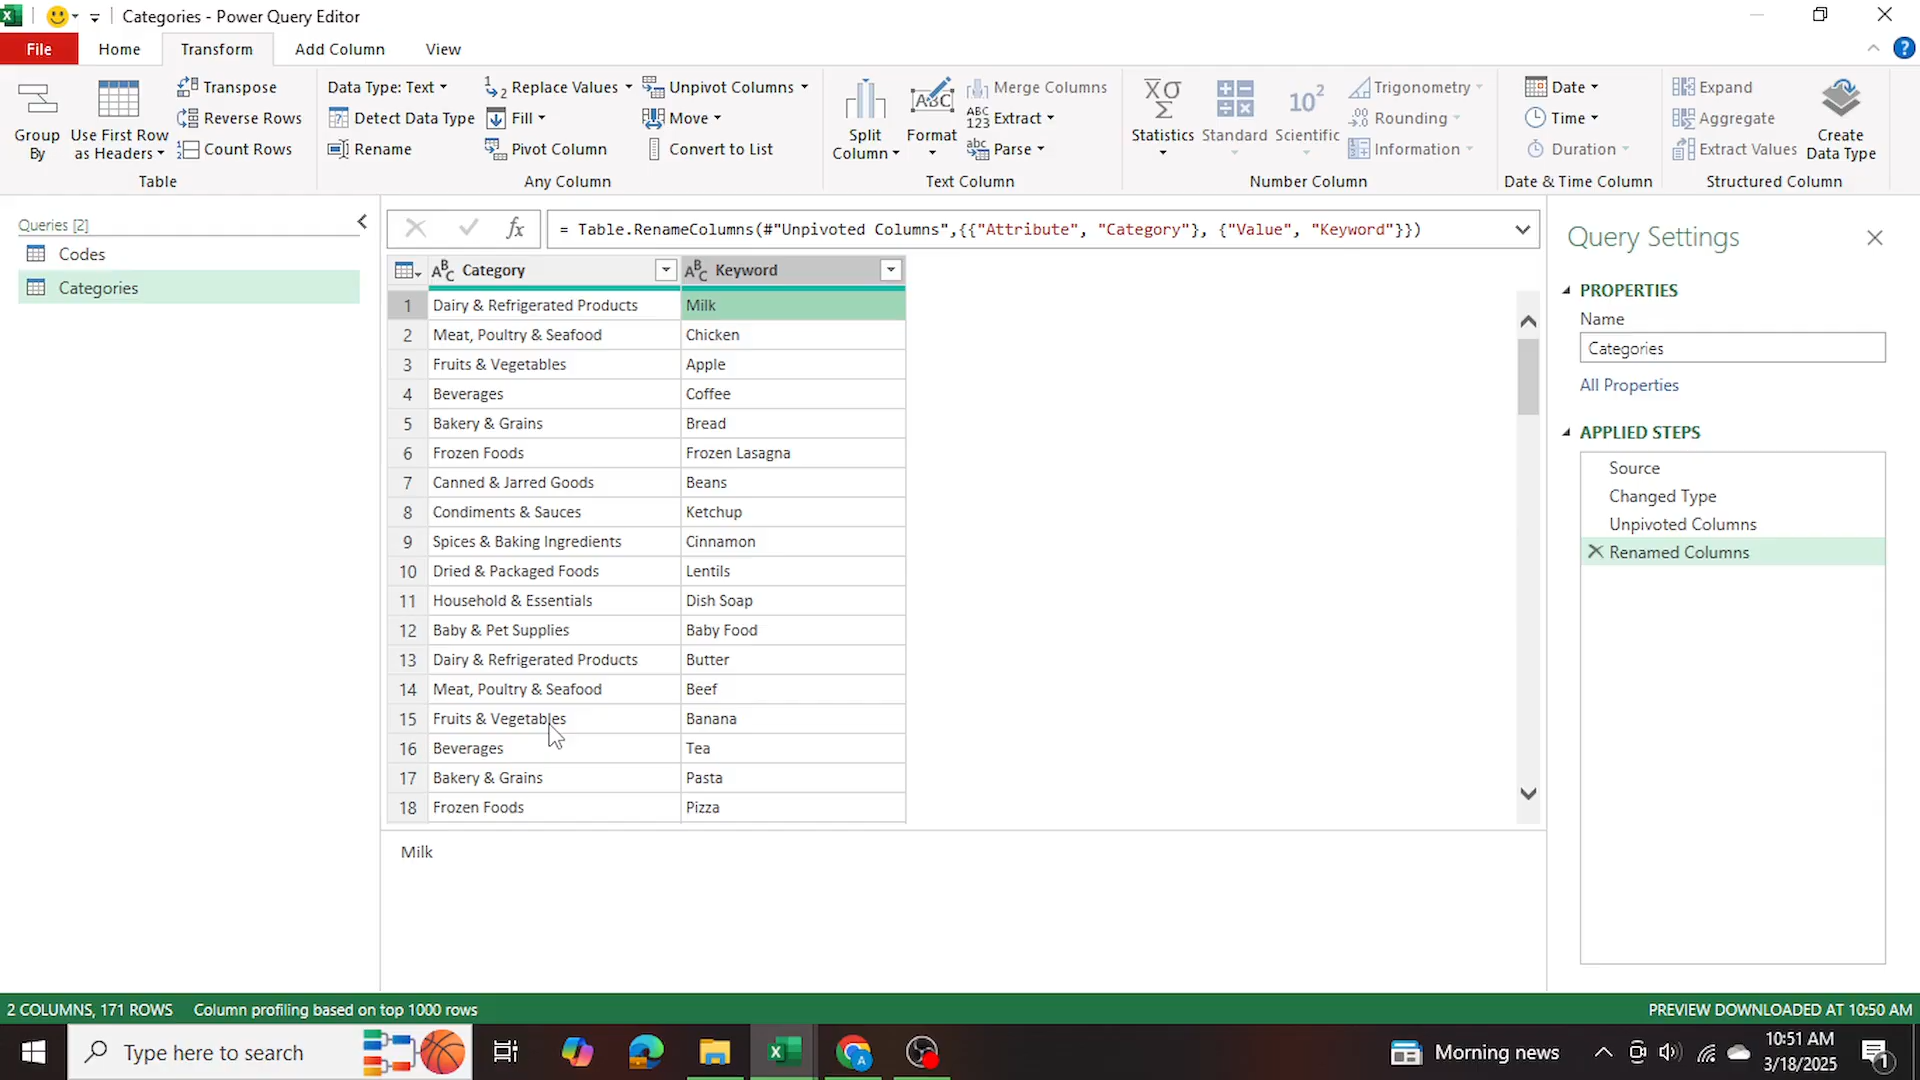 Categories - Power Query Editor
File Home Transform Add Column View ?
Group By
Use First Row as Headers
Transpose
Reverse Rows
Count Rows
Table
Data Type: Text
Detect Data Type
Rename
Replace Values
Fill
Pivot Column
Unpivot Columns
Move
Convert to List
Any Column
Split Column
Format
Merge Columns
Extract
Parse
Text Column
Statistics
Standard
Scientific
Trigonometry
Rounding
Information
Number Column
Date
Time
Duration
Date & Time Column
Expand
Aggregate
Extract Values
Create Data Type
Structured Column
Queries [2]
Codes
Categories
fx = Table.RenameColumns(#"Unpivoted Columns",{{"Attribute", "Category"}, {"Value", "Keyword"}})
Category Keyword
1 Dairy & Refrigerated Products Milk
2 Meat, Poultry & Seafood Chicken
3 Fruits & Vegetables Apple
4 Beverages Coffee
5 Bakery & Grains Bread
6 Frozen Foods Frozen Lasagna
7 Canned & Jarred Goods Beans
8 Condiments & Sauces Ketchup
9 Spices & Baking Ingredients Cinnamon
10 Dried & Packaged Foods Lentils
11 Household & Essentials Dish Soap
12 Baby & Pet Supplies Baby Food
13 Dairy & Refrigerated Products Butter
14 Meat, Poultry & Seafood Beef
15 Fruits & Vegetables Banana
16 Beverages Tea
17 Bakery & Grains Pasta
18 Frozen Foods Pizza
Milk
Query Settings
PROPERTIES
Name
Categories
All Properties
APPLIED STEPS
Source
Changed Type
Unpivoted Columns
Renamed Columns
2 COLUMNS, 171 ROWS Column profiling based on top 1000 rows PREVIEW DOWNLOADED AT 10:50 AM
Type here to search
Morning news
10:51 AM
3/18/2025
1